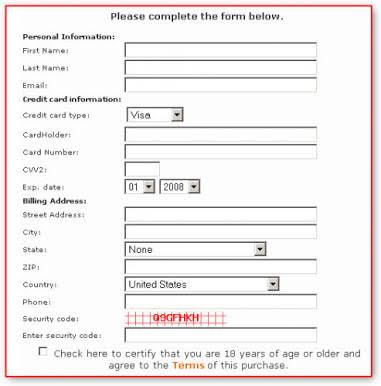 Please complete the form below.
Personal Information:
First Name:
Last Name:
Email:
Credit card information:
Credit card type: Visa
CardHolder:
Card Number:
CVV2:
Exp. date: 01 2008
Billing Address:
Street Address:
City:
State: None
ZIP:
Country: United States
Phone:
Security code:
Enter security code:
Check here to certify that you are 18 years of age or older and
agree to the Terms of this purchase.